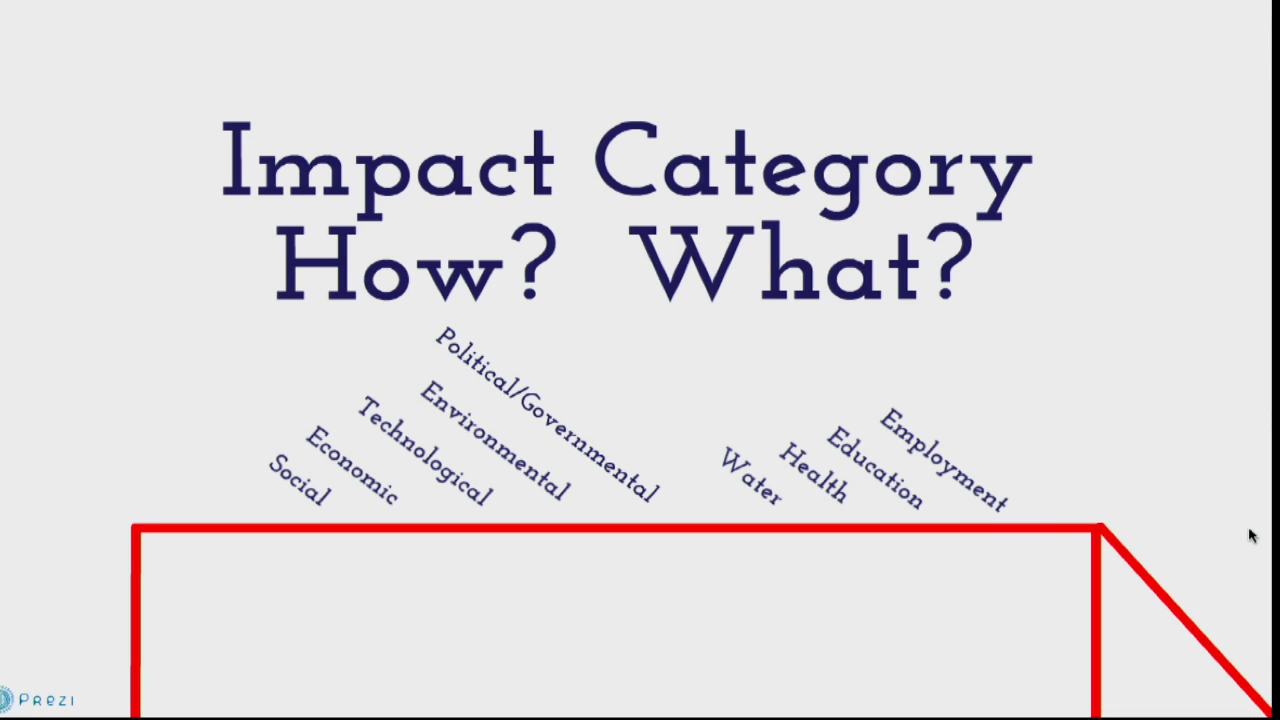 Impact Category
How? What?
Social
Economic
Technological
Environmental
Political/Governmental
Water
Health
Education
Employment
Prezi